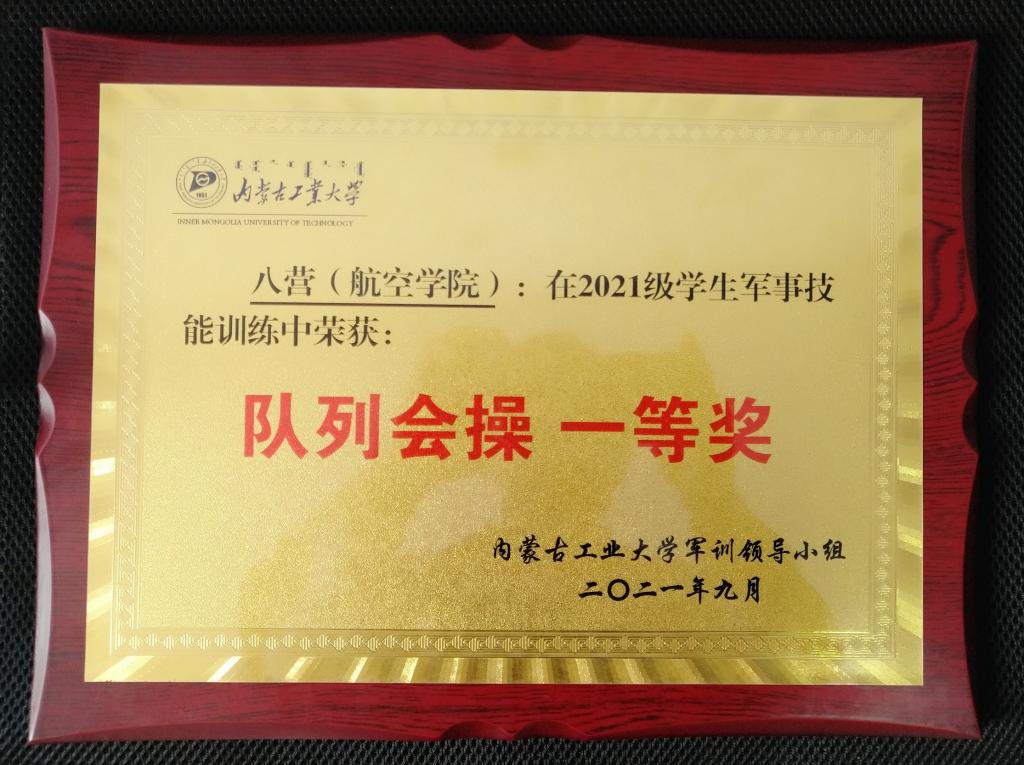 内蒙古工業大学
1951
INNER MONGOLIA UNIVERSITY OF TECHNOLOGY
八营（航空学院）：在2021级学生军事技
能训练中荣获：
队列会操 一等奖
内蒙古工业大学军训领导小组
二〇二一年九月